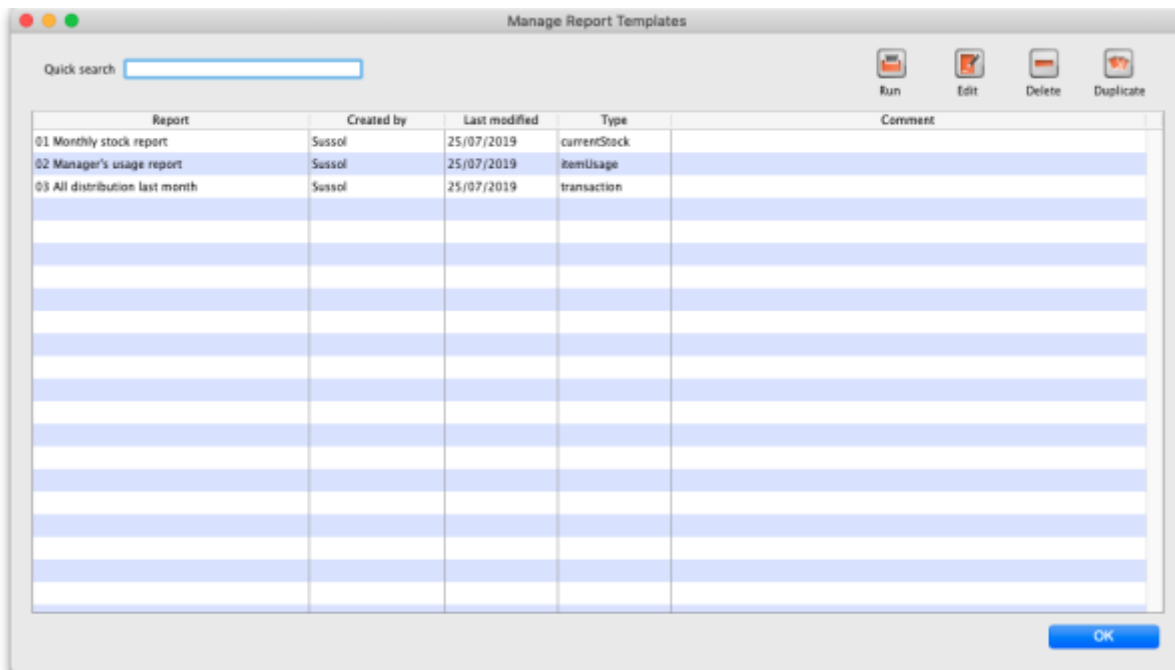 Manage Report Templates
Quick search
Run Edit Delete Duplicate
Report Created by Last modified Type Comment
01 Monthly stock report Sussol 25/07/2019 currentStock
02 Manager's usage report Sussol 25/07/2019 itemUsage
03 All distribution last month Sussol 25/07/2019 transaction
OK